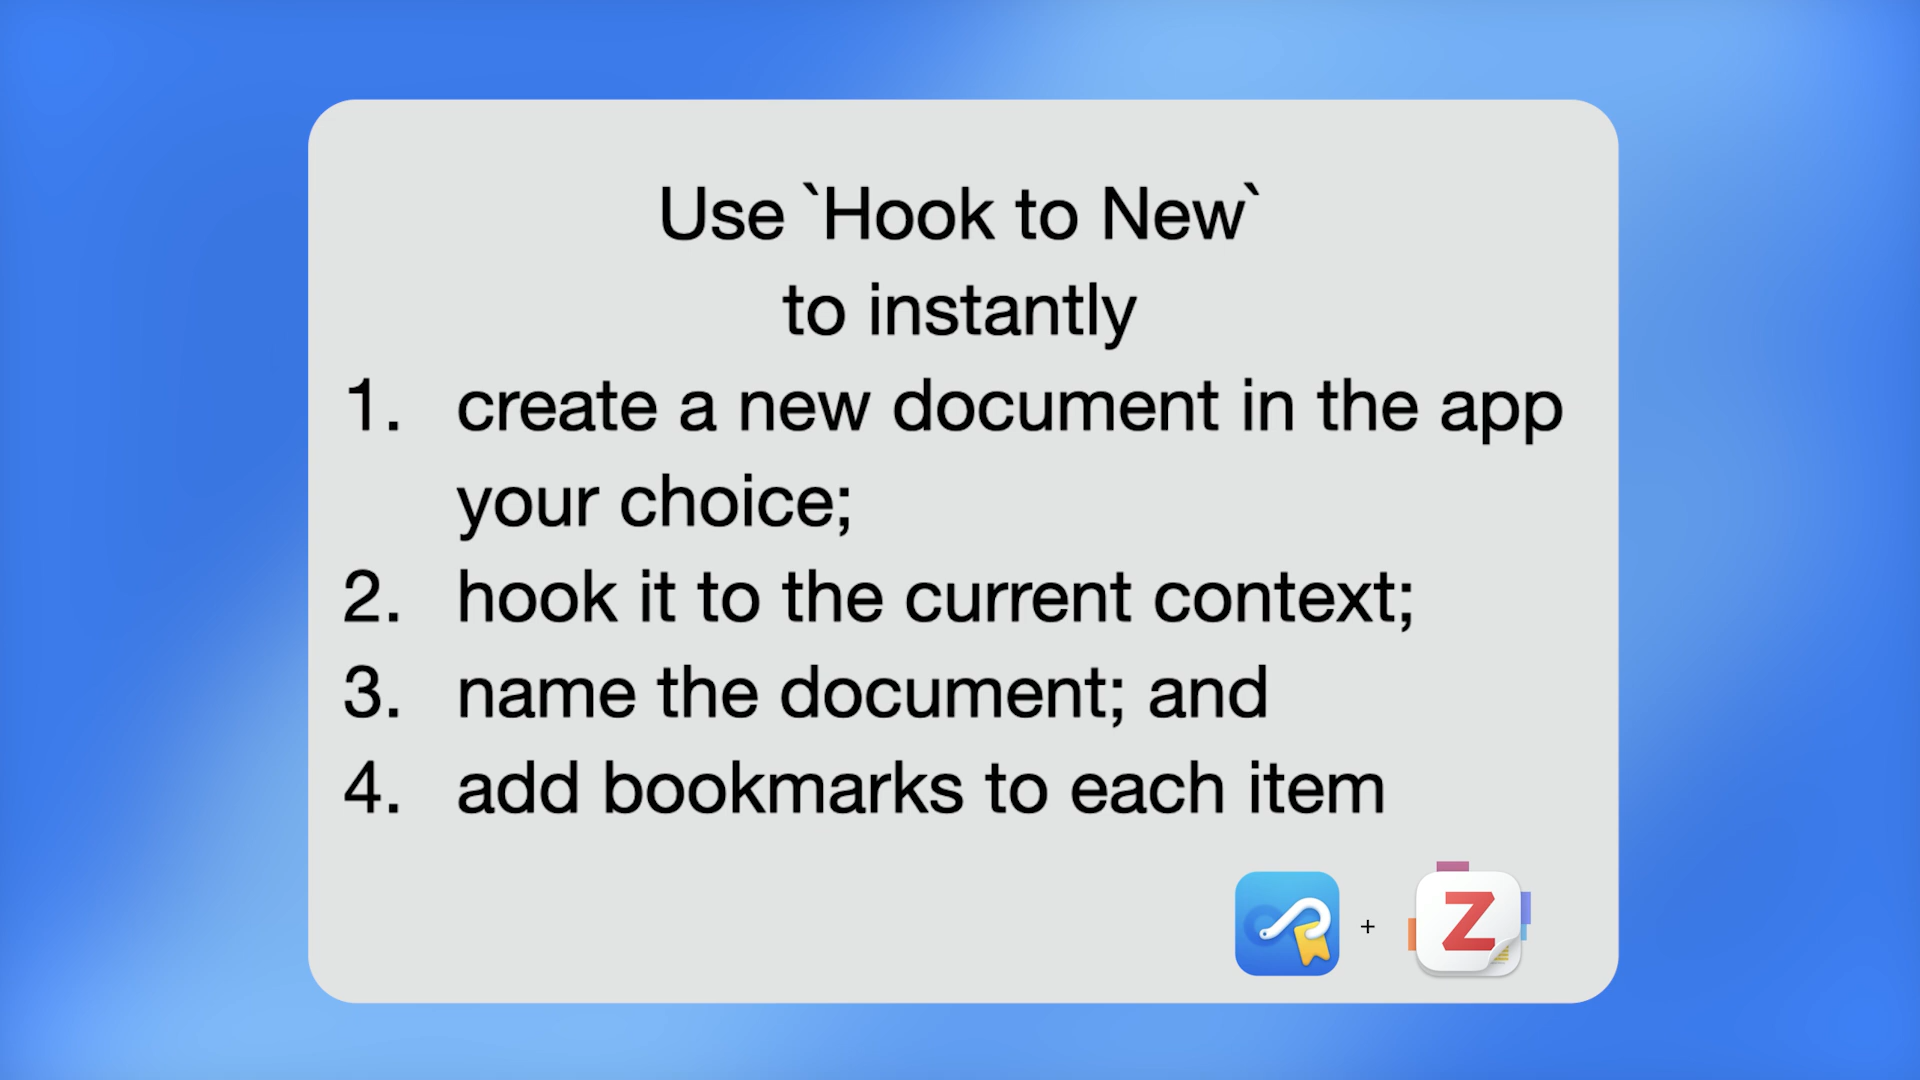 Use `Hook to New`
to instantly
1. create a new document in the app
your choice;
2. hook it to the current context;
3. name the document; and
4. add bookmarks to each item
+
Z